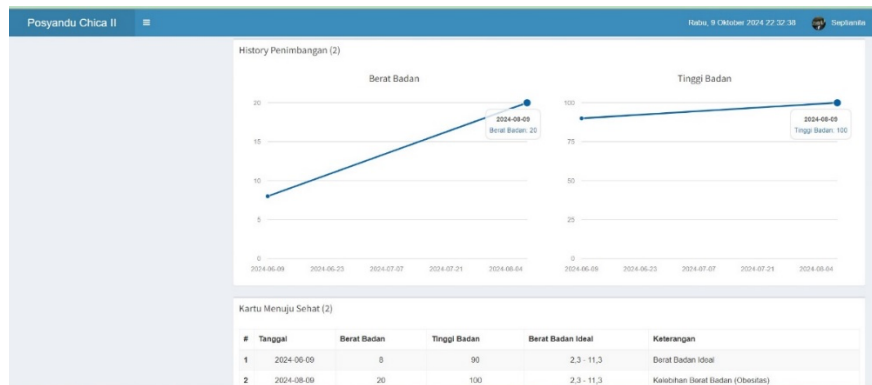 Posyandu Chica II
Rabu, 9 Oktober 2024 22:32:38
Septianita
History Penimbangan (2)
Berat Badan
20
15
10
5
0
2024-06-09 2024-06-23 2024-07-07 2024-07-21 2024-08-04
2024-08-09
Berat Badan: 20
Tinggi Badan
100
75
50
25
0
2024-06-09 2024-06-23 2024-07-07 2024-07-21 2024-08-04
2024-08-09
Tinggi Badan: 100
Kartu Menuju Sehat (2)
# Tanggal Berat Badan Tinggi Badan Berat Badan Ideal Keterangan
1 2024-06-09 8 90 2,3 - 11,3 Berat Badan Ideal
2 2024-08-09 20 100 2,3 - 11,3 Kelebihan Berat Badan (Obesitas)